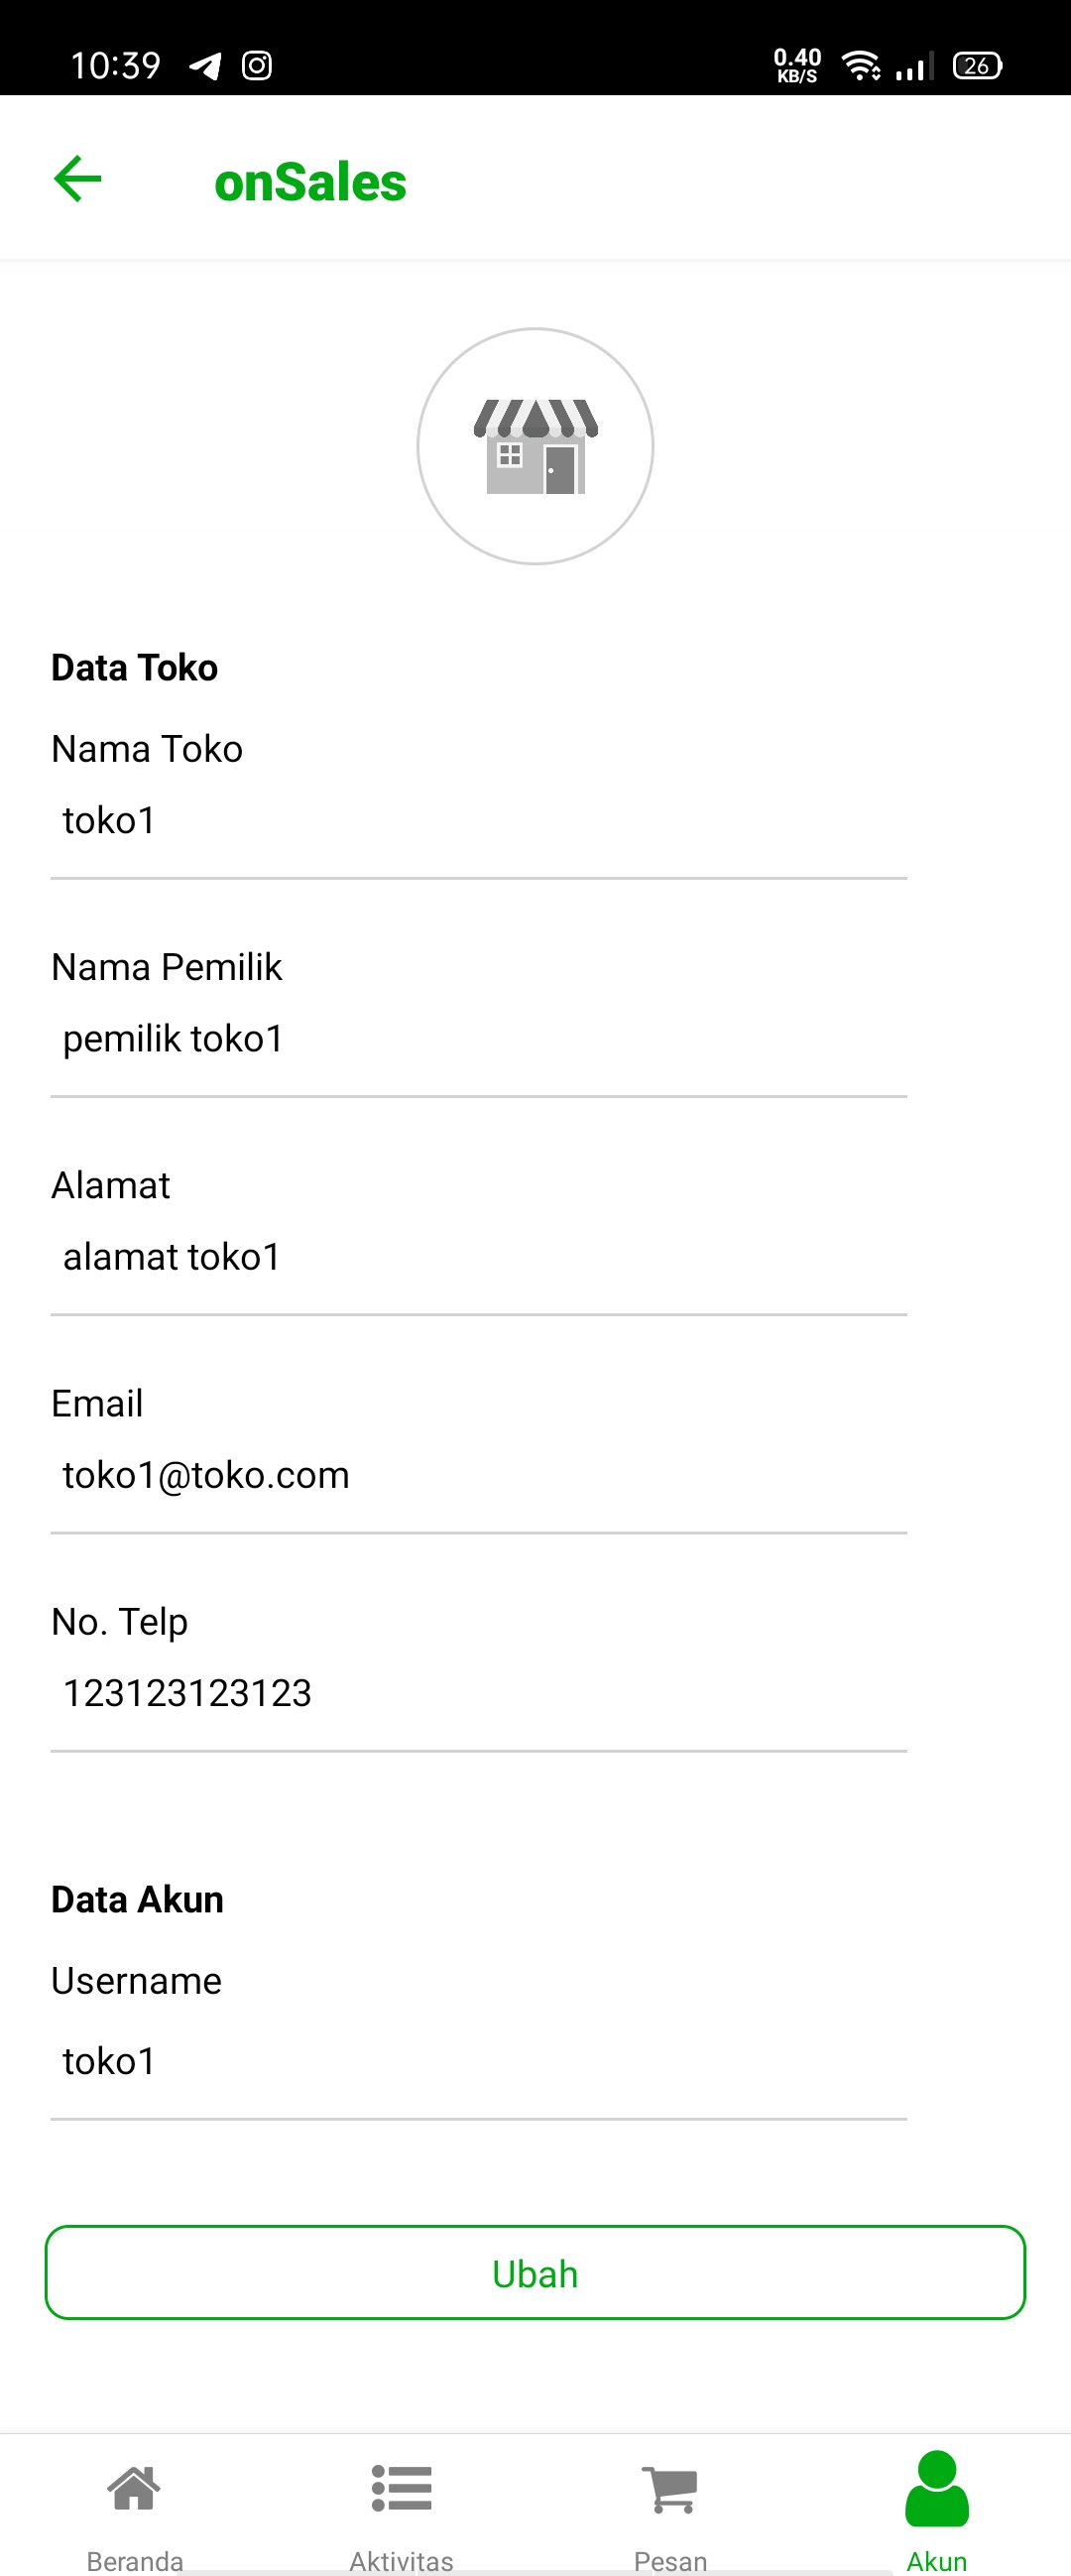 10:39
0.40
KB/S
26
onSales
Data Toko
Nama Toko
toko1
Nama Pemilik
pemilik toko1
Alamat
alamat toko1
Email
toko1@toko.com
No. Telp
123123123123
Data Akun
Username
toko1
Ubah
Beranda Aktivitas Pesan Akun